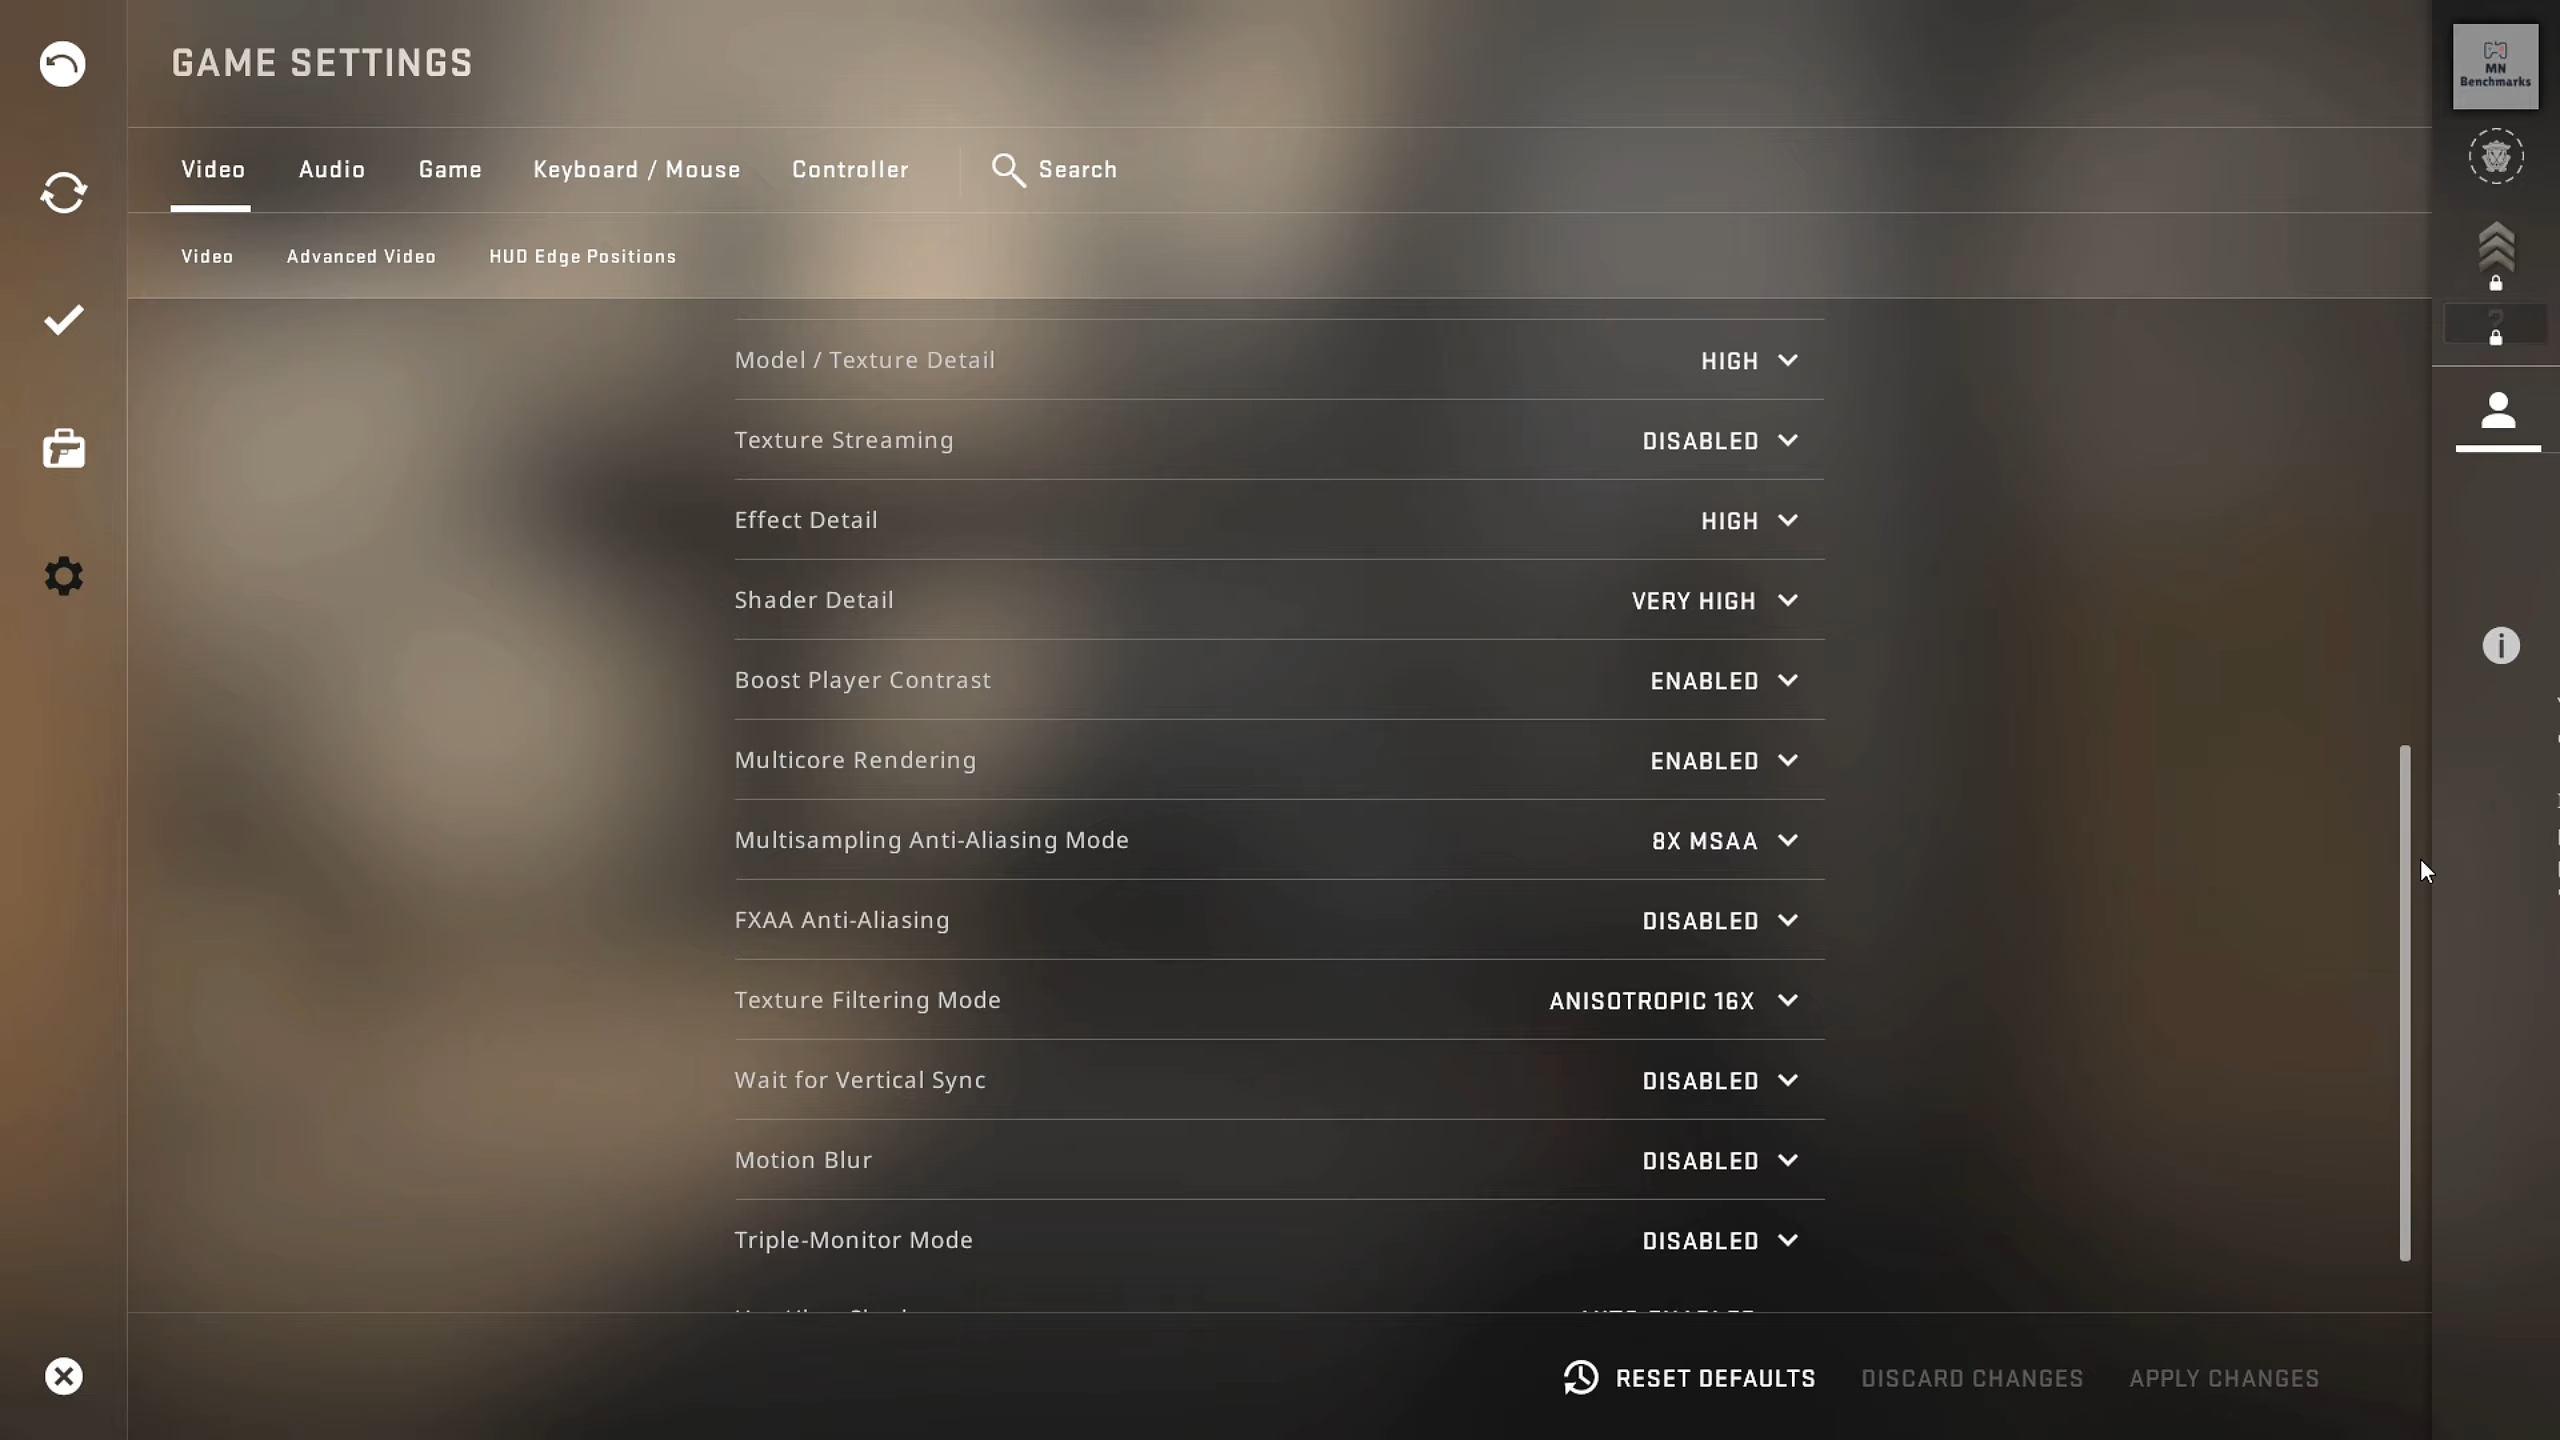 GAME SETTINGS
MN
Benchmarks
Video
Audio
Game
Keyboard / Mouse
Controller
Search
Video
Advanced Video
HUD Edge Positions
Model / Texture Detail
HIGH
Texture Streaming
DISABLED
Effect Detail
HIGH
Shader Detail
VERY HIGH
Boost Player Contrast
ENABLED
Multicore Rendering
ENABLED
Multisampling Anti-Aliasing Mode
8X MSAA
FXAA Anti-Aliasing
DISABLED
Texture Filtering Mode
ANISOTROPIC 16X
Wait for Vertical Sync
DISABLED
Motion Blur
DISABLED
Triple-Monitor Mode
DISABLED
RESET DEFAULTS
DISCARD CHANGES
APPLY CHANGES